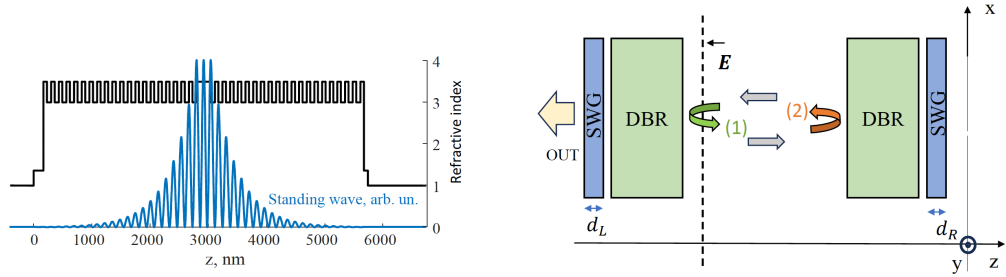 4
3
2
1
0
Refractive index
Standing wave, arb. un.
0
1000
2000
3000
4000
5000
6000
z, nm
x
E
SWG
DBR
(1)
(2)
DBR
SWG
OUT
d_L
d_R
y
z